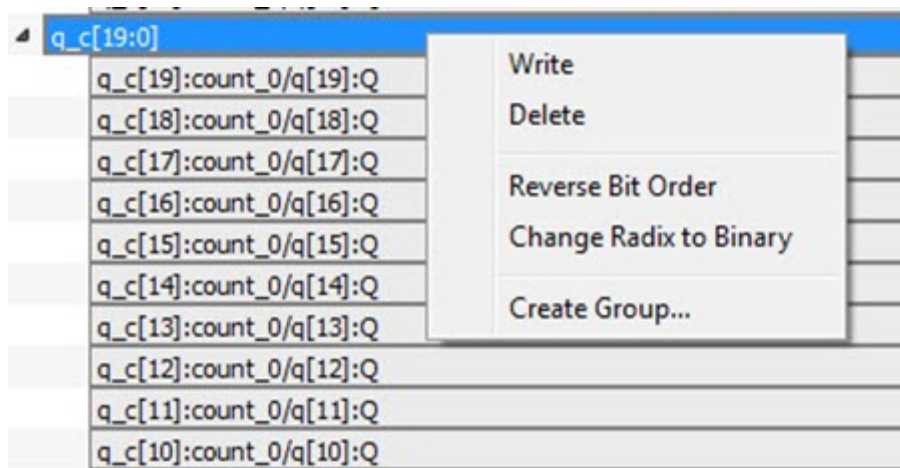 q_c[19:0]
q_c[19]:count_0/q[19]:Q
q_c[18]:count_0/q[18]:Q
q_c[17]:count_0/q[17]:Q
q_c[16]:count_0/q[16]:Q
q_c[15]:count_0/q[15]:Q
q_c[14]:count_0/q[14]:Q
q_c[13]:count_0/q[13]:Q
q_c[12]:count_0/q[12]:Q
q_c[11]:count_0/q[11]:Q
q_c[10]:count_0/q[10]:Q
Write
Delete
Reverse Bit Order
Change Radix to Binary
Create Group...